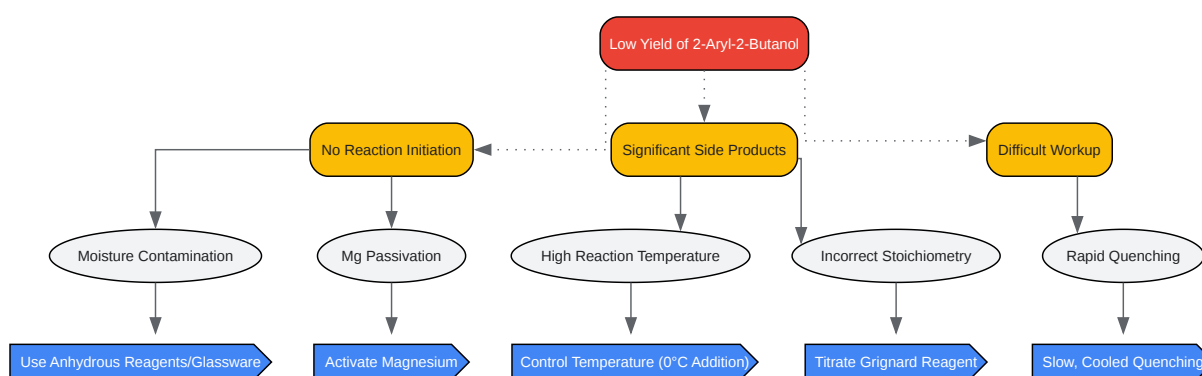 Low Yield of 2-Aryl-2-Butanol
No Reaction Initiation
Significant Side Products
Difficult Workup
Moisture Contamination
Mg Passivation
High Reaction Temperature
Incorrect Stoichiometry
Rapid Quenching
Use Anhydrous Reagents/Glassware
Activate Magnesium
Control Temperature (0°C Addition)
Titrate Grignard Reagent
Slow, Cooled Quenching